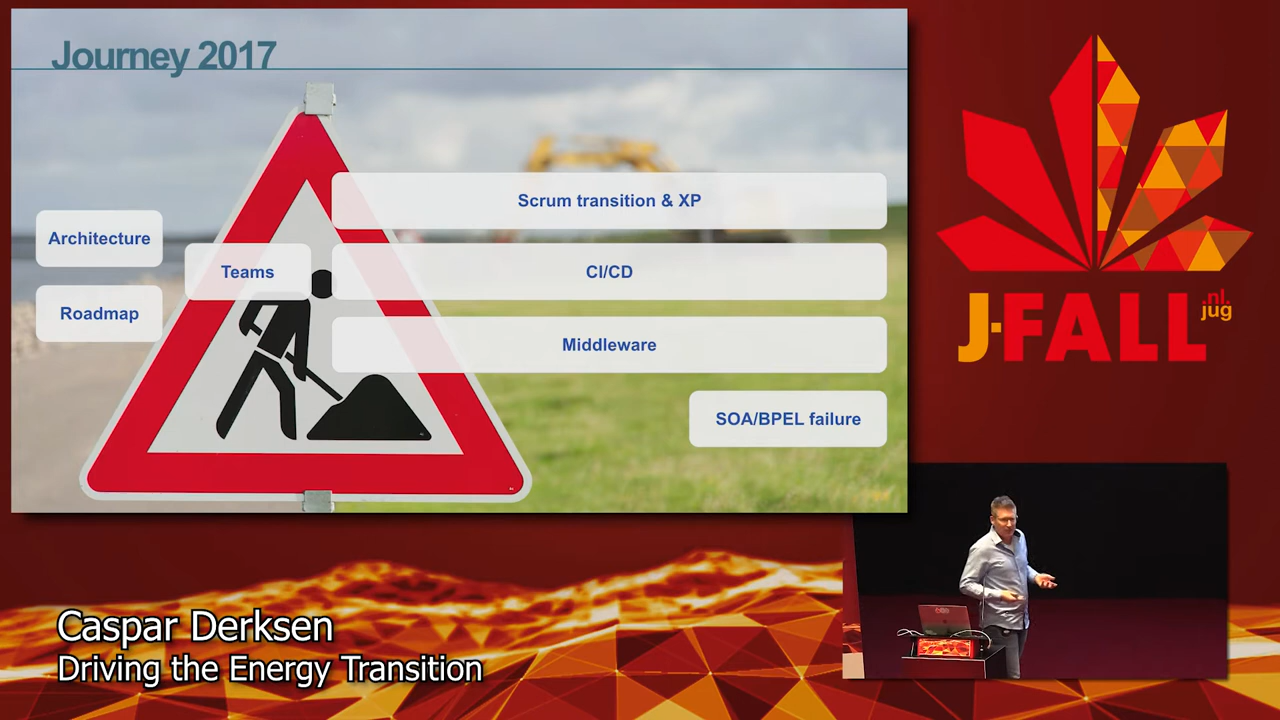 Journey 2017
Architecture
Roadmap
Teams
Scrum transition & XP
CI/CD
Middleware
SOA/BPEL failure
J-FALL
nl.
jug
Caspar Derksen
Driving the Energy Transition